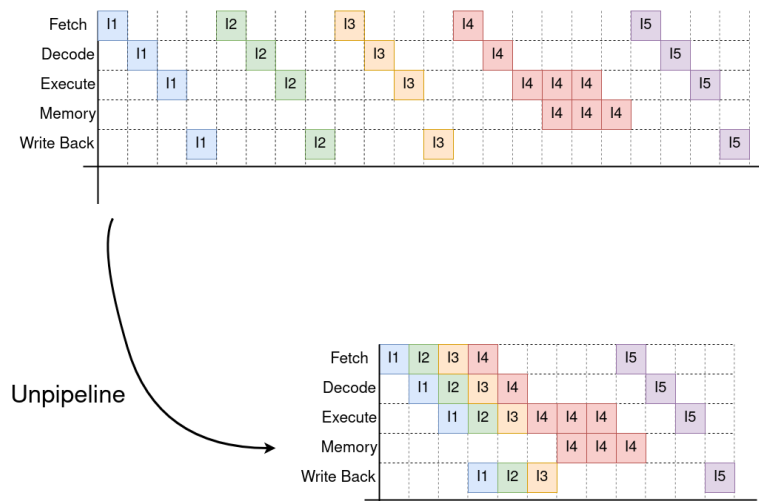 Fetch I1 I2 I3 I4 I5
Decode I1 I2 I3 I4 I5
Execute I1 I2 I3 I4 I4 I4 I5
Memory I4 I4 I4
Write Back I1 I2 I3 I5
Unpipeline
Fetch I1 I2 I3 I4 I5
Decode I1 I2 I3 I4 I5
Execute I1 I2 I3 I4 I4 I4 I5
Memory I4 I4 I4
Write Back I1 I2 I3 I5